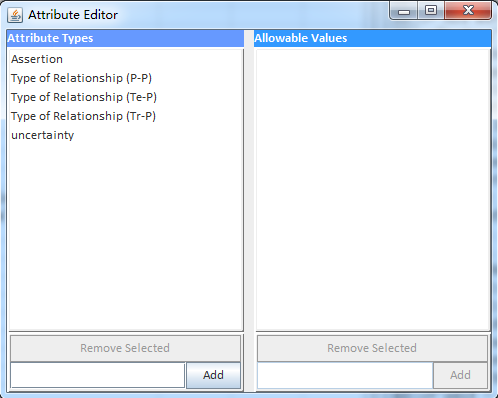 Attribute Editor
Attribute Types
Allowable Values
Assertion
Type of Relationship (P-P)
Type of Relationship (Te-P)
Type of Relationship (Tr-P)
uncertainty
Remove Selected
Remove Selected
Add
Add